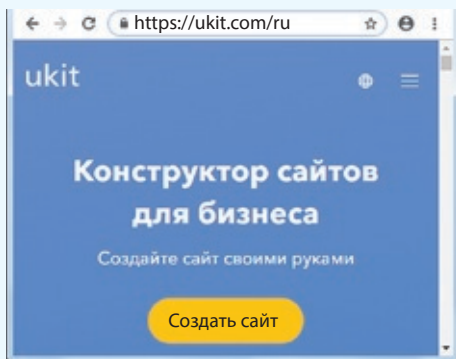 https://ukit.com/ru
ukit
Конструктор сайтов
для бизнеса
Создайте сайт своими руками
Создать сайт